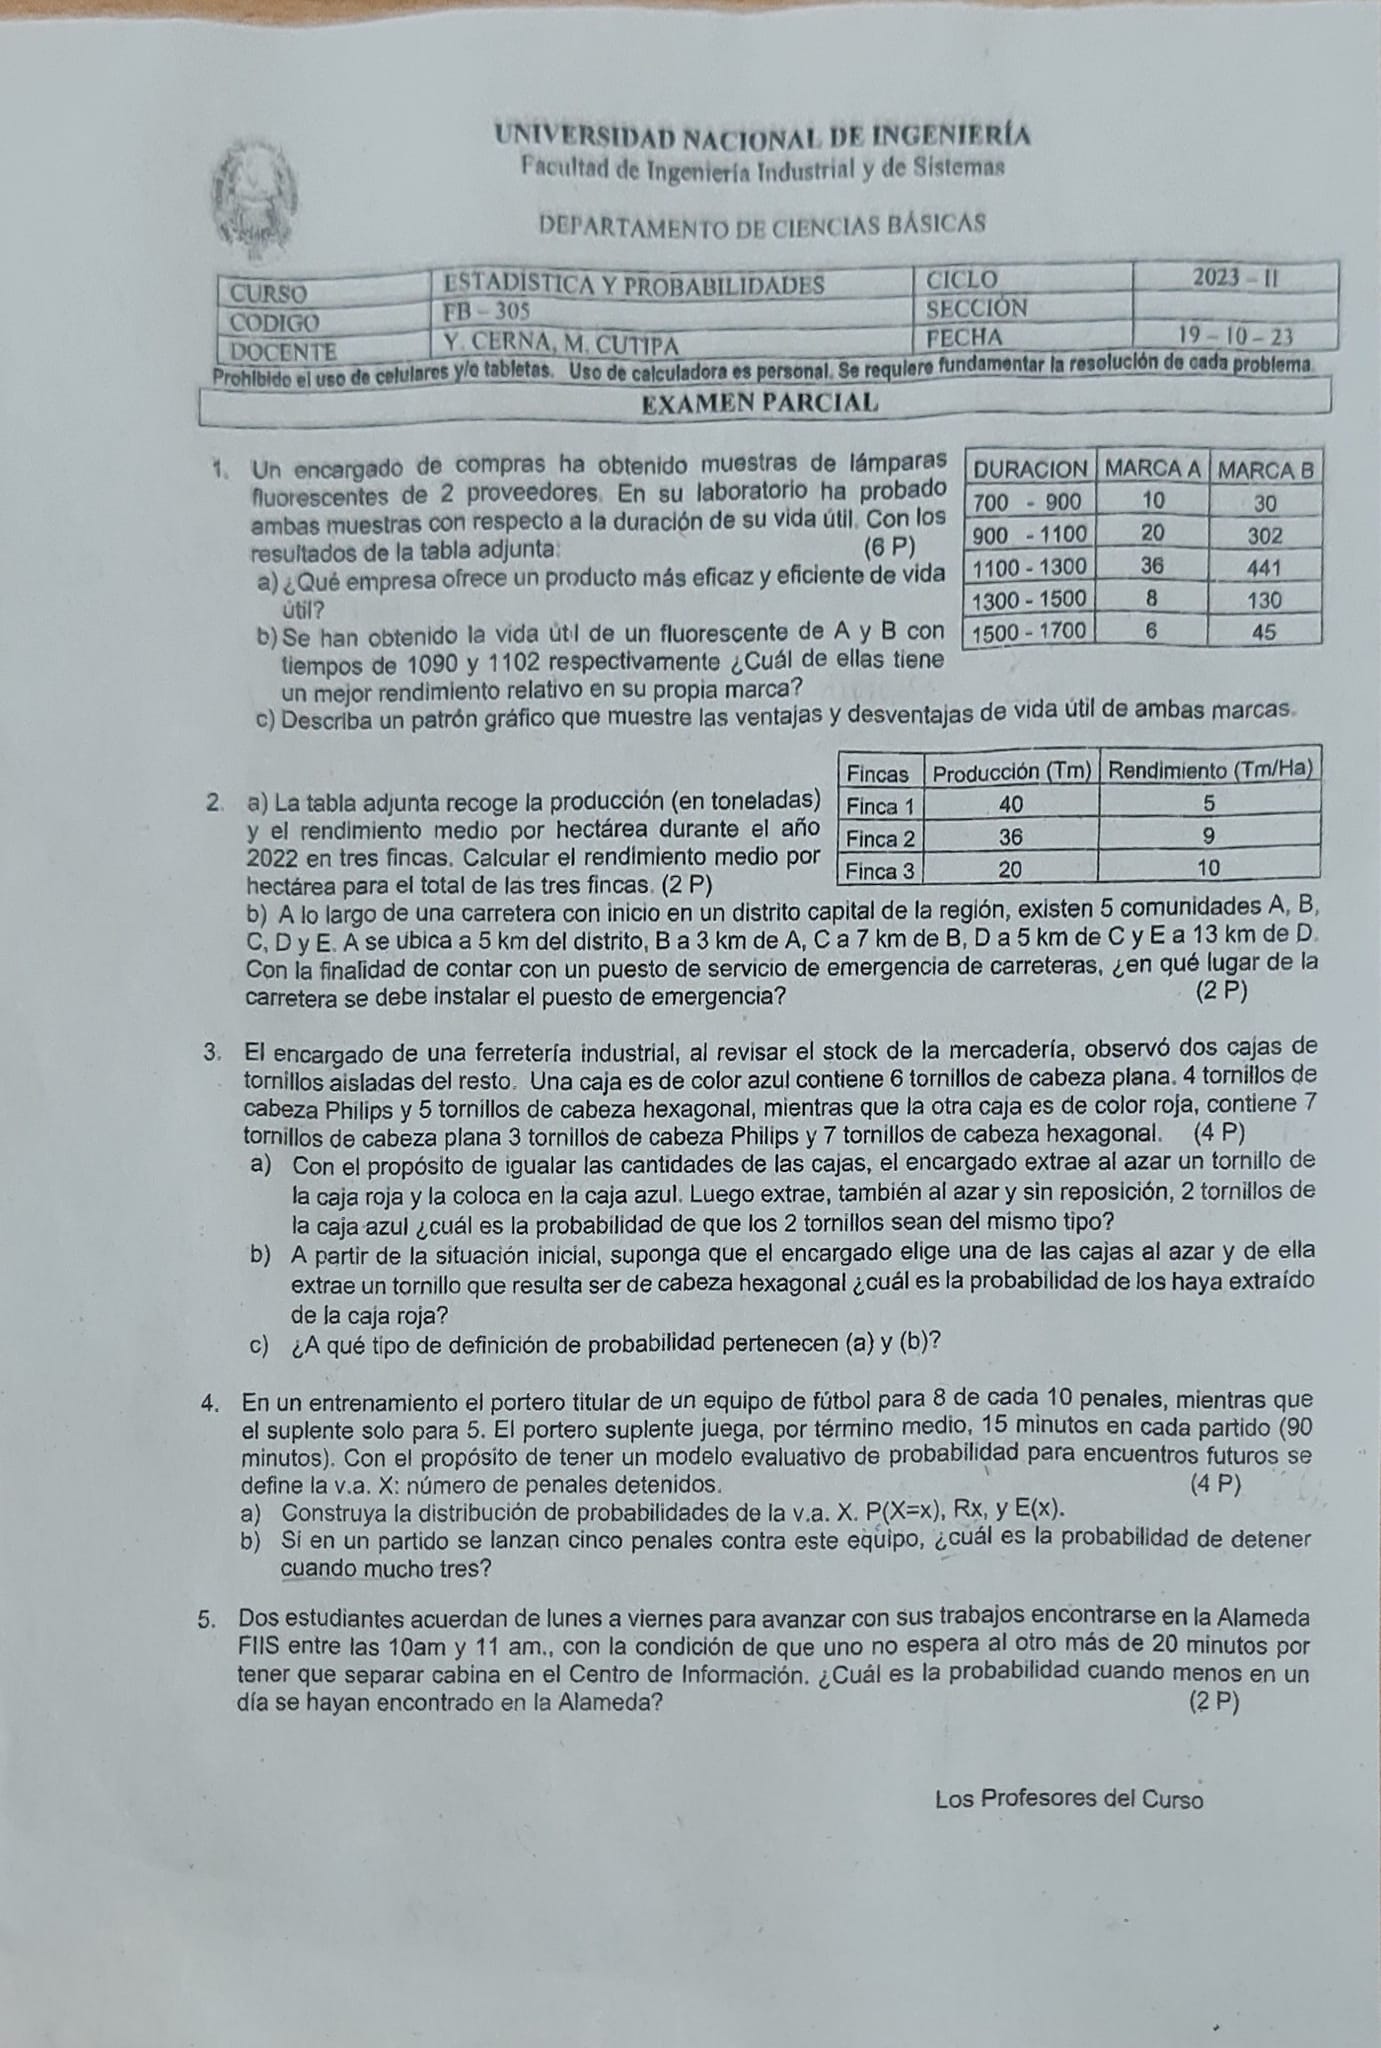 UNIVERSIDAD NACIONAL DE INGENIERÍA
Facultad de Ingeniería Industrial y de Sistemas
DEPARTAMENTO DE CIENCIAS BÁSICAS
CURSO ESTADÍSTICA Y PROBABILIDADES CICLO 2023 - II
CODIGO FB - 305 SECCIÓN
DOCENTE Y. CERNA, M. CUTIPA FECHA 19 - 10 - 23
Prohibido el uso de celulares y/o tabletas. Uso de calculadora es personal. Se requiere fundamentar la resolución de cada problema.
EXAMEN PARCIAL
1. Un encargado de compras ha obtenido muestras de lámparas
fluorescentes de 2 proveedores. En su laboratorio ha probado
ambas muestras con respecto a la duración de su vida útil. Con los
resultados de la tabla adjunta: (6 P)
a) ¿Qué empresa ofrece un producto más eficaz y eficiente de vida
útil?
b) Se han obtenido la vida útil de un fluorescente de A y B con
tiempos de 1090 y 1102 respectivamente ¿Cuál de ellas tiene
un mejor rendimiento relativo en su propia marca?
c) Describa un patrón gráfico que muestre las ventajas y desventajas de vida útil de ambas marcas.
DURACION MARCA A MARCA B
700 - 900 10 30
900 - 1100 20 302
1100 - 1300 36 441
1300 - 1500 8 130
1500 - 1700 6 45
2. a) La tabla adjunta recoge la producción (en toneladas)
y el rendimiento medio por hectárea durante el año
2022 en tres fincas. Calcular el rendimiento medio por
hectárea para el total de las tres fincas. (2 P)
Fincas Producción (Tm) Rendimiento (Tm/Ha)
Finca 1 40 5
Finca 2 36 9
Finca 3 20 10
b) A lo largo de una carretera con inicio en un distrito capital de la región, existen 5 comunidades A, B,
C, D y E. A se ubica a 5 km del distrito, B a 3 km de A, C a 7 km de B, D a 5 km de C y E a 13 km de D.
Con la finalidad de contar con un puesto de servicio de emergencia de carreteras, ¿en qué lugar de la
carretera se debe instalar el puesto de emergencia? (2 P)
3. El encargado de una ferretería industrial, al revisar el stock de la mercadería, observó dos cajas de
tornillos aisladas del resto. Una caja es de color azul contiene 6 tornillos de cabeza plana. 4 tornillos de
cabeza Philips y 5 tornillos de cabeza hexagonal, mientras que la otra caja es de color roja, contiene 7
tornillos de cabeza plana 3 tornillos de cabeza Philips y 7 tornillos de cabeza hexagonal. (4 P)
a) Con el propósito de igualar las cantidades de las cajas, el encargado extrae al azar un tornillo de
la caja roja y la coloca en la caja azul. Luego extrae, también al azar y sin reposición, 2 tornillos de
la caja azul ¿cuál es la probabilidad de que los 2 tornillos sean del mismo tipo?
b) A partir de la situación inicial, suponga que el encargado elige una de las cajas al azar y de ella
extrae un tornillo que resulta ser de cabeza hexagonal ¿cuál es la probabilidad de los haya extraído
de la caja roja?
c) ¿A qué tipo de definición de probabilidad pertenecen (a) y (b)?
4. En un entrenamiento el portero titular de un equipo de fútbol para 8 de cada 10 penales, mientras que
el suplente solo para 5. El portero suplente juega, por término medio, 15 minutos en cada partido (90
minutos). Con el propósito de tener un modelo evaluativo de probabilidad para encuentros futuros se
define la v.a. X: número de penales detenidos. (4 P)
a) Construya la distribución de probabilidades de la v.a. X. P(X=x), Rx, y E(x).
b) Si en un partido se lanzan cinco penales contra este equipo, ¿cuál es la probabilidad de detener
cuando mucho tres?
5. Dos estudiantes acuerdan de lunes a viernes para avanzar con sus trabajos encontrarse en la Alameda
FIIS entre las 10am y 11 am., con la condición de que uno no espera al otro más de 20 minutos por
tener que separar cabina en el Centro de Información. ¿Cuál es la probabilidad cuando menos en un
día se hayan encontrado en la Alameda? (2 P)
Los Profesores del Curso